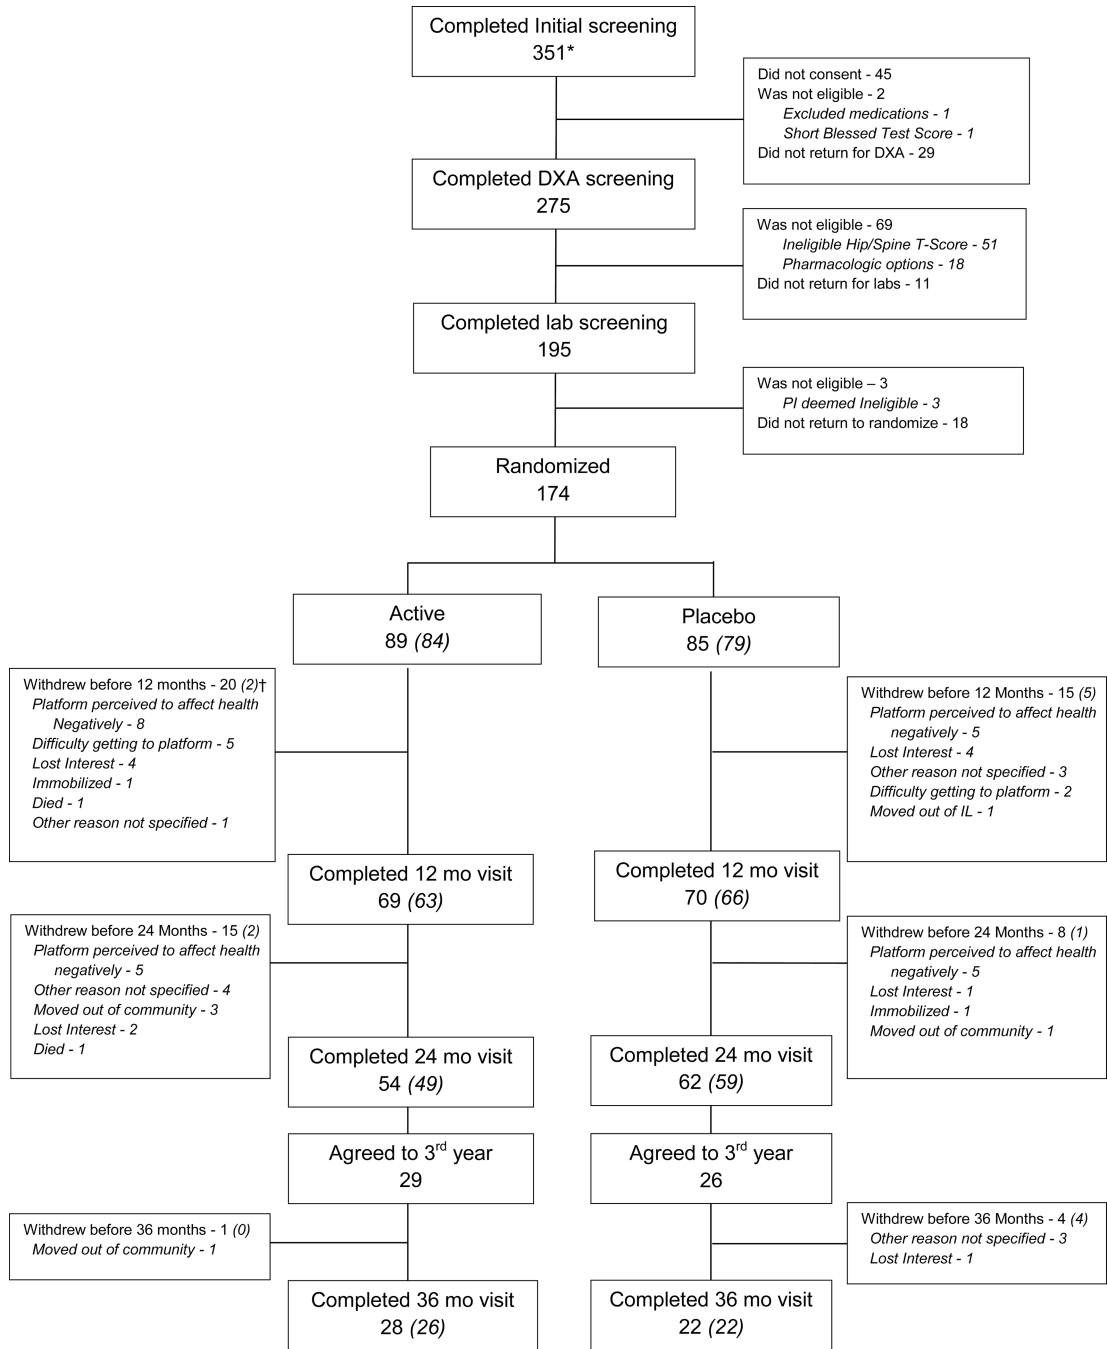 Completed Initial screening
351*
Did not consent - 45
Was not eligible - 2
Excluded medications - 1
Short Blessed Test Score - 1
Did not return for DXA - 29
Completed DXA screening
275
Was not eligible - 69
Ineligible Hip/Spine T-Score - 51
Pharmacologic options - 18
Did not return for labs - 11
Completed lab screening
195
Was not eligible – 3
PI deemed Ineligible - 3
Did not return to randomize - 18
Randomized
174
Active
89 (84)
Placebo
85 (79)
Withdrew before 12 months - 20 (2)†
Platform perceived to affect health
Negatively - 8
Difficulty getting to platform - 5
Lost Interest - 4
Immobilized - 1
Died - 1
Other reason not specified - 1
Withdrew before 12 Months - 15 (5)
Platform perceived to affect health
negatively - 5
Lost Interest - 4
Other reason not specified - 3
Difficulty getting to platform - 2
Moved out of IL - 1
Completed 12 mo visit
69 (63)
Completed 12 mo visit
70 (66)
Withdrew before 24 Months - 15 (2)
Platform perceived to affect health
negatively - 5
Other reason not specified - 4
Moved out of community - 3
Lost Interest - 2
Died - 1
Withdrew before 24 Months - 8 (1)
Platform perceived to affect health
negatively - 5
Lost Interest - 1
Immobilized - 1
Moved out of community - 1
Completed 24 mo visit
54 (49)
Completed 24 mo visit
62 (59)
Agreed to 3rd year
29
Agreed to 3rd year
26
Withdrew before 36 months - 1 (0)
Moved out of community - 1
Withdrew before 36 Months - 4 (4)
Other reason not specified - 3
Lost Interest - 1
Completed 36 mo visit
28 (26)
Completed 36 mo visit
22 (22)